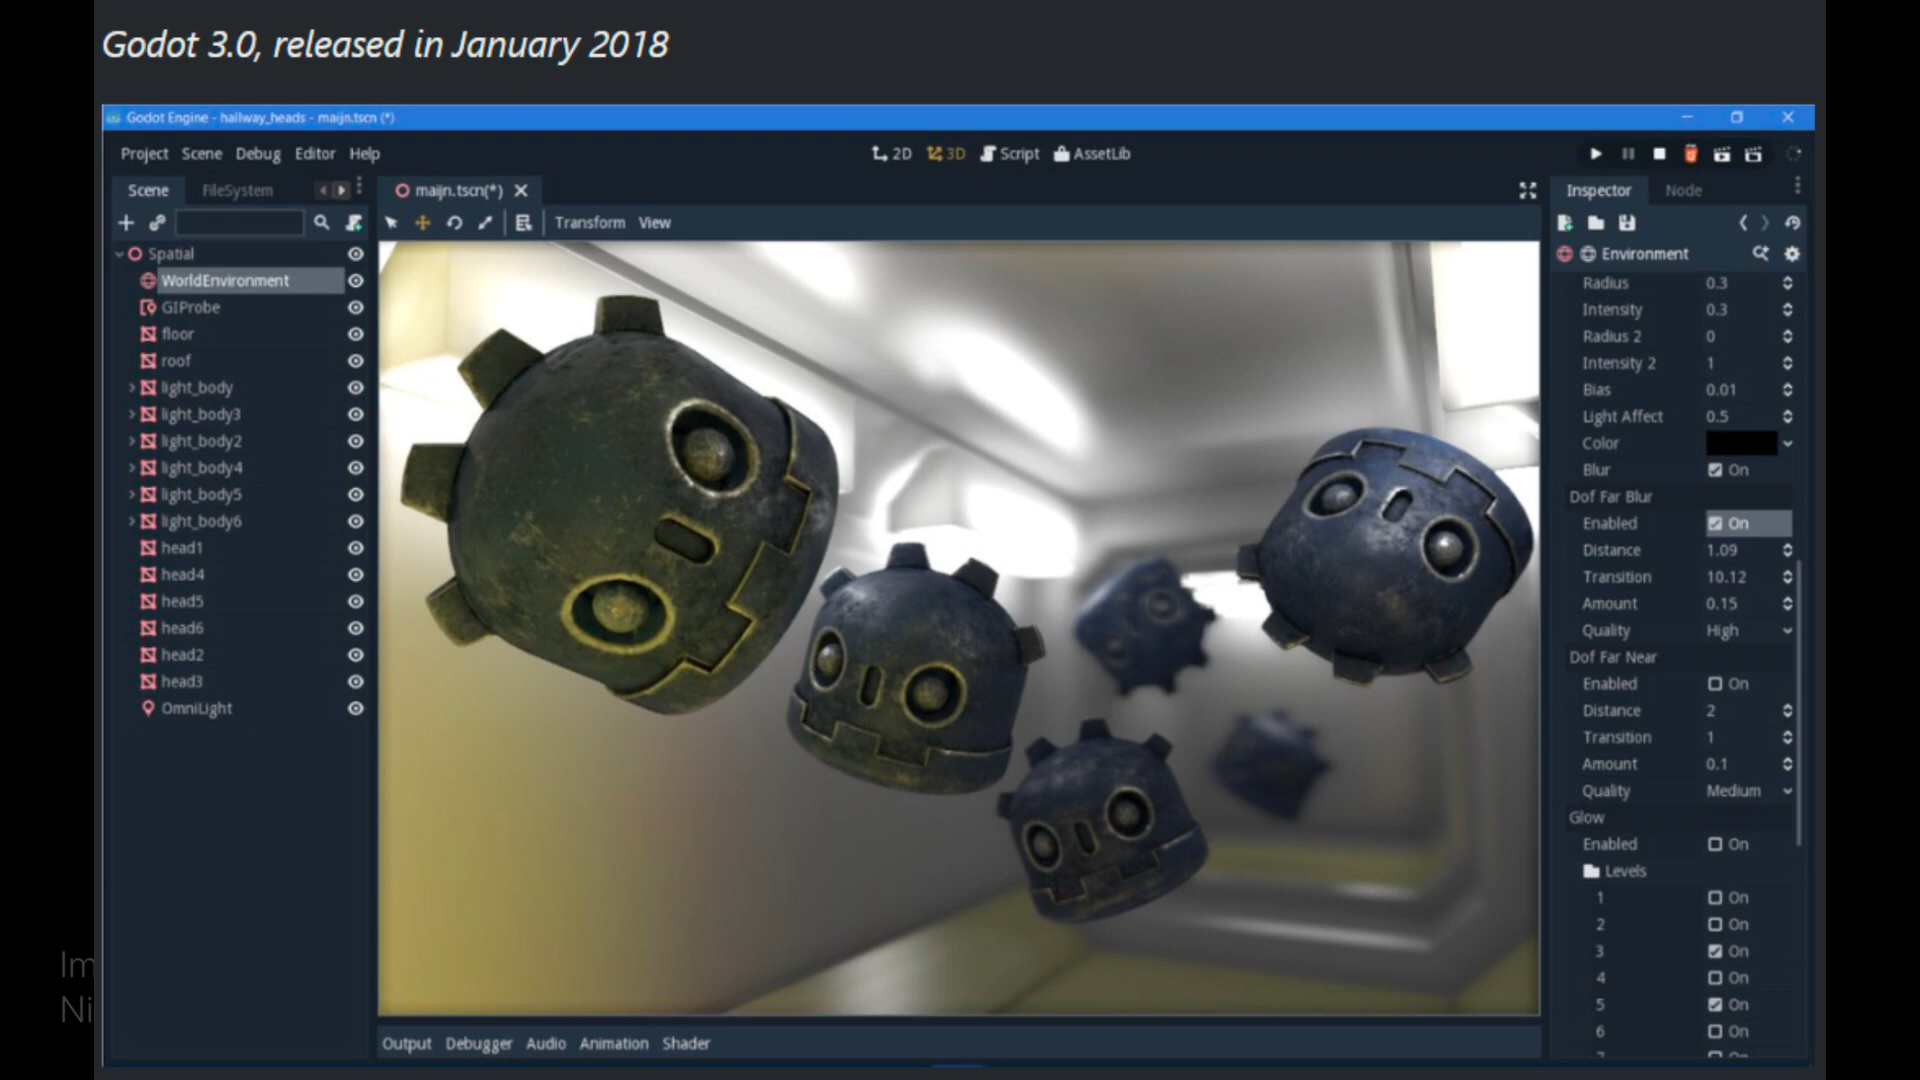 Godot 3.0, released in January 2018
Godot Engine - hallway_heads - maijn.tscn (*)
Project Scene Debug Editor Help
2D 3D Script AssetLib
Scene FileSystem
maijn.tscn(*)
Inspector Node
Transform View
Spatial
WorldEnvironment
GIProbe
floor
roof
light_body
light_body3
light_body2
light_body4
light_body5
light_body6
head1
head4
head5
head6
head2
head3
OmniLight
Environment
Radius 0.3
Intensity 0.3
Radius 2 0
Intensity 2 1
Bias 0.01
Light Affect 0.5
Color
Blur On
Dof Far Blur
Enabled On
Distance 1.09
Transition 10.12
Amount 0.15
Quality High
Dof Far Near
Enabled On
Distance 2
Transition 1
Amount 0.1
Quality Medium
Glow
Enabled On
Levels
1 On
2 On
3 On
4 On
5 On
6 On
Im
Ni
Output Debugger Audio Animation Shader